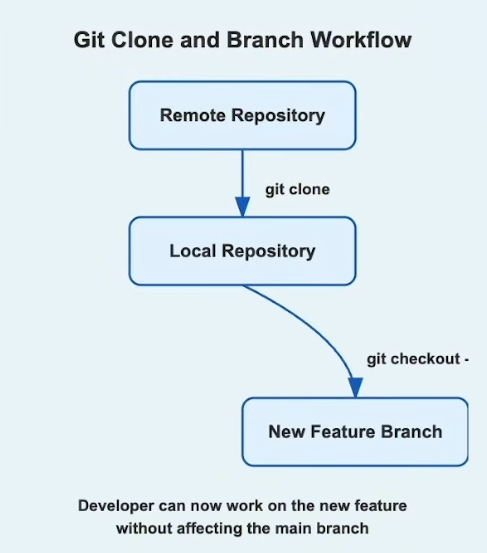 Git Clone and Branch Workflow
Remote Repository
git clone
Local Repository
git checkout -
New Feature Branch
Developer can now work on the new feature
without affecting the main branch